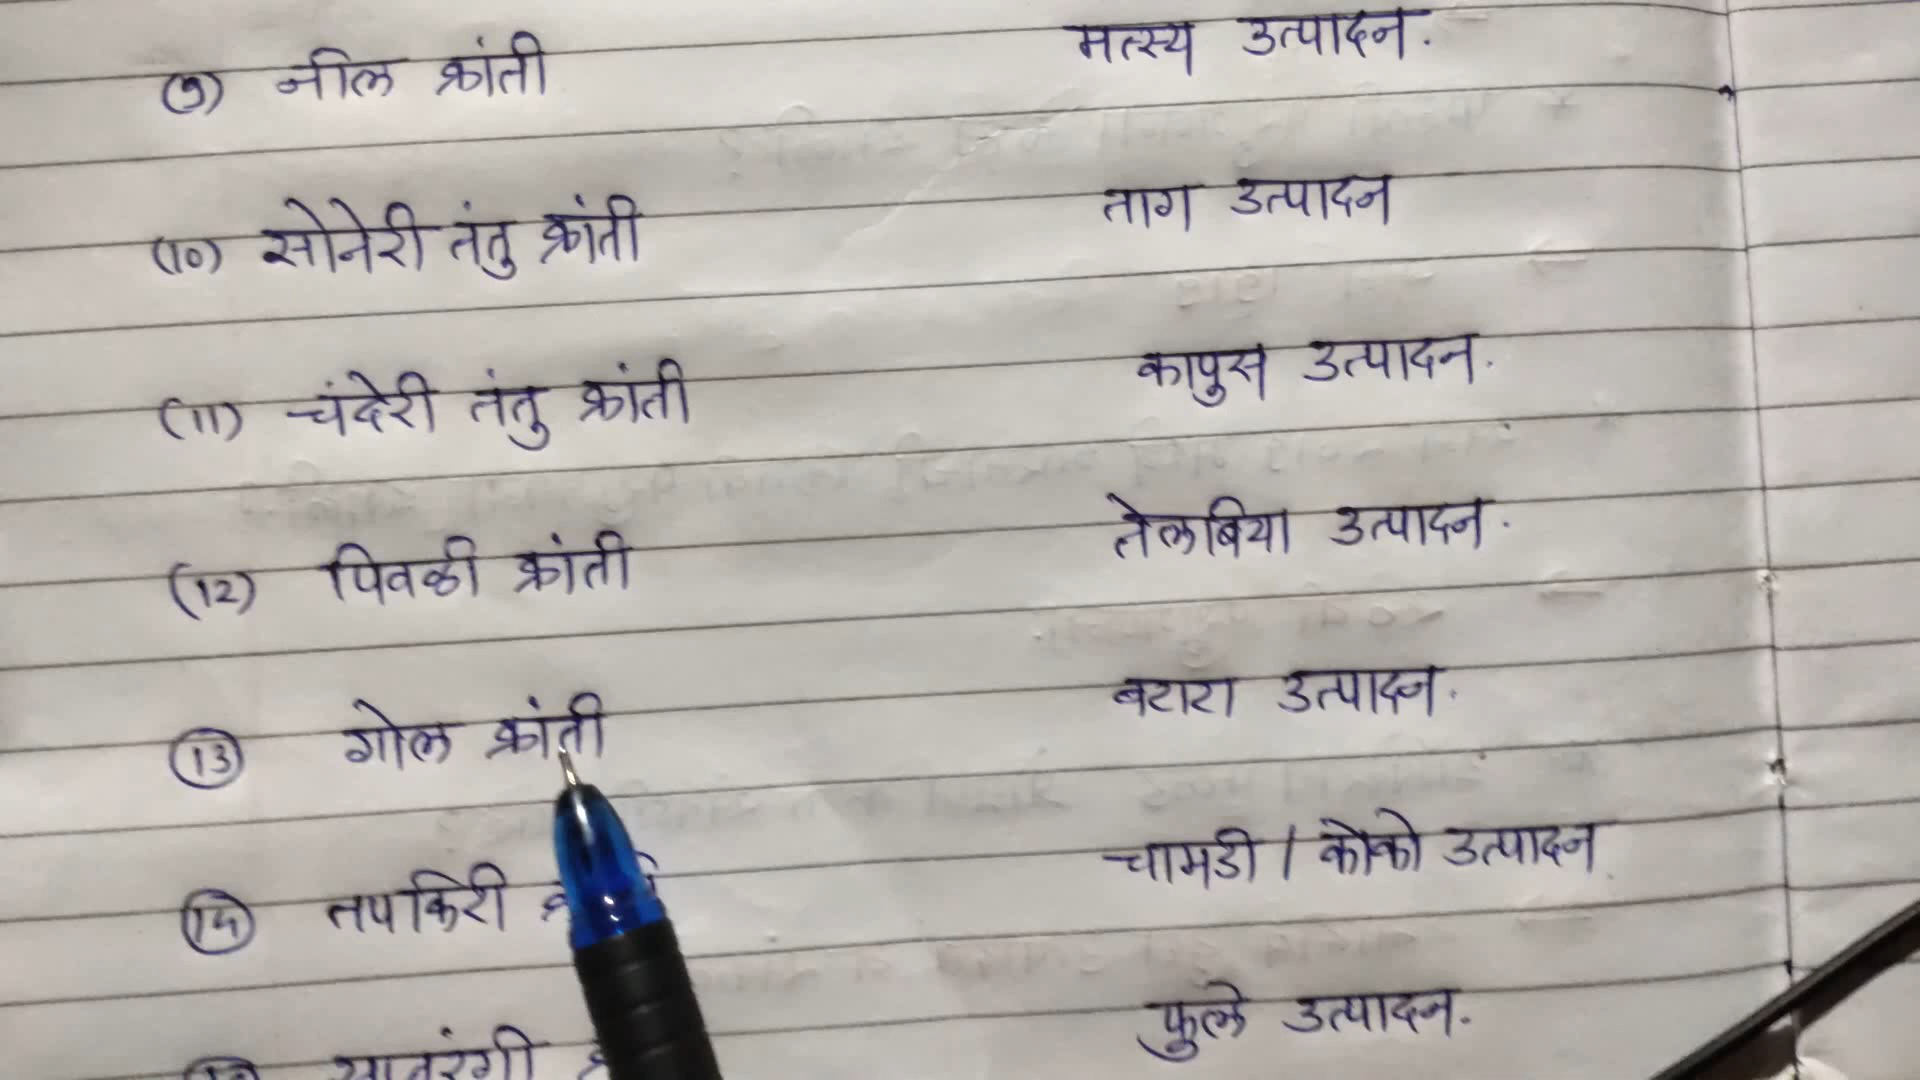 (9) नील क्रांती मत्स्य उत्पादन.
(10) सोनेरी तंतु क्रांती ताग उत्पादन
(11) चंदेरी तंतु क्रांती कापुस उत्पादन.
(12) पिवळी क्रांती तेलबिया उत्पादन.
(13) गोल क्रांती बटाटा उत्पादन.
(14) तपकिरी चामडी / कोको उत्पादन
फुले उत्पादन.